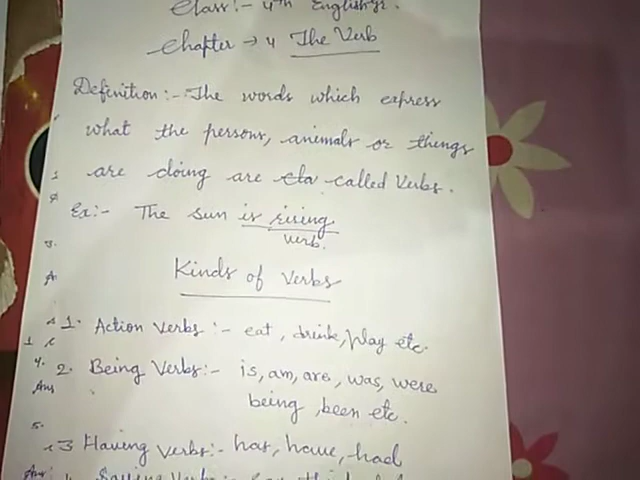 Class:- 4th English
Chapter → 4 The Verb
Definition:- The words which express
what the persons, animals or things
are doing are called Verbs.
Ex:- The sun is rising.
verb.
Kinds of Verbs
1. Action Verbs:- eat, drink, play etc.
2. Being Verbs:- is, am, are, was, were
being, been etc.
3 Having verbs:- has, have, had